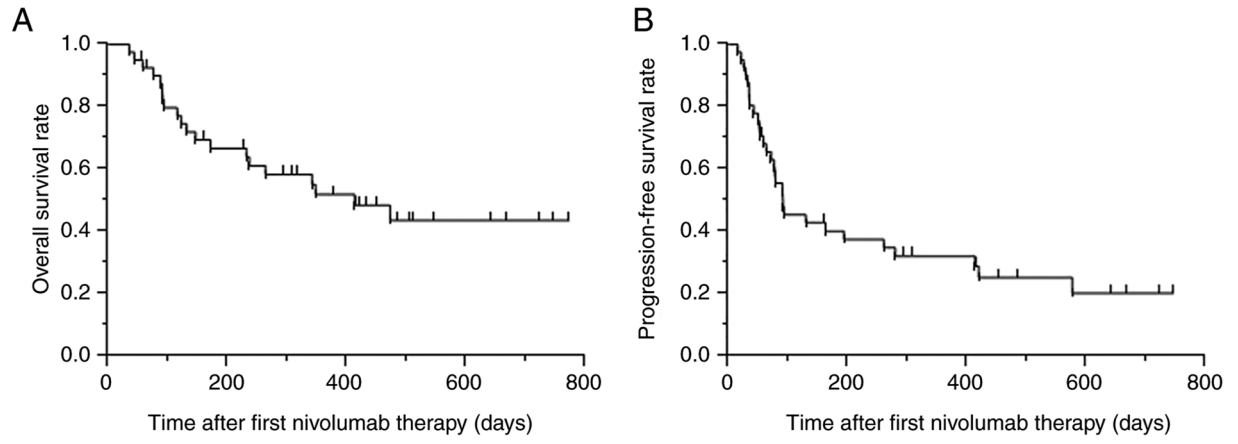 A
Overall survival rate
1.0
0.8
0.6
0.4
0.2
0.0
0 200 400 600 800
Time after first nivolumab therapy (days)
B
Progression-free survival rate
1.0
0.8
0.6
0.4
0.2
0.0
0 200 400 600 800
Time after first nivolumab therapy (days)